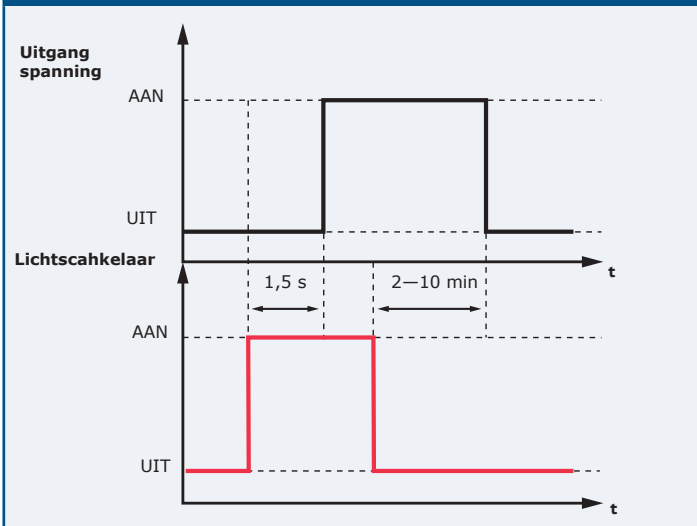 Uitgang
spanning
AAN
UIT
Lichtscahkelaar
t
1,5 s
2—10 min
AAN
UIT
t